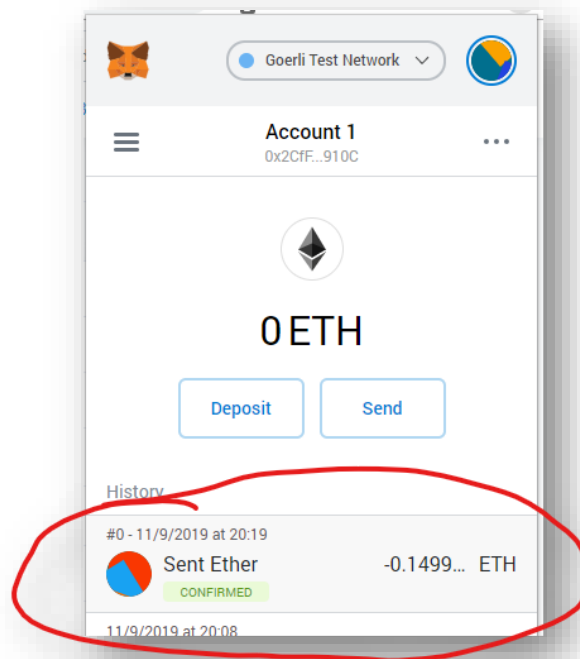 Goerli Test Network
Account 1
0x2CfF...910C
0 ETH
Deposit Send
History
#0 - 11/9/2019 at 20:19
Sent Ether -0.1499... ETH
CONFIRMED
11/9/2019 at 20:08